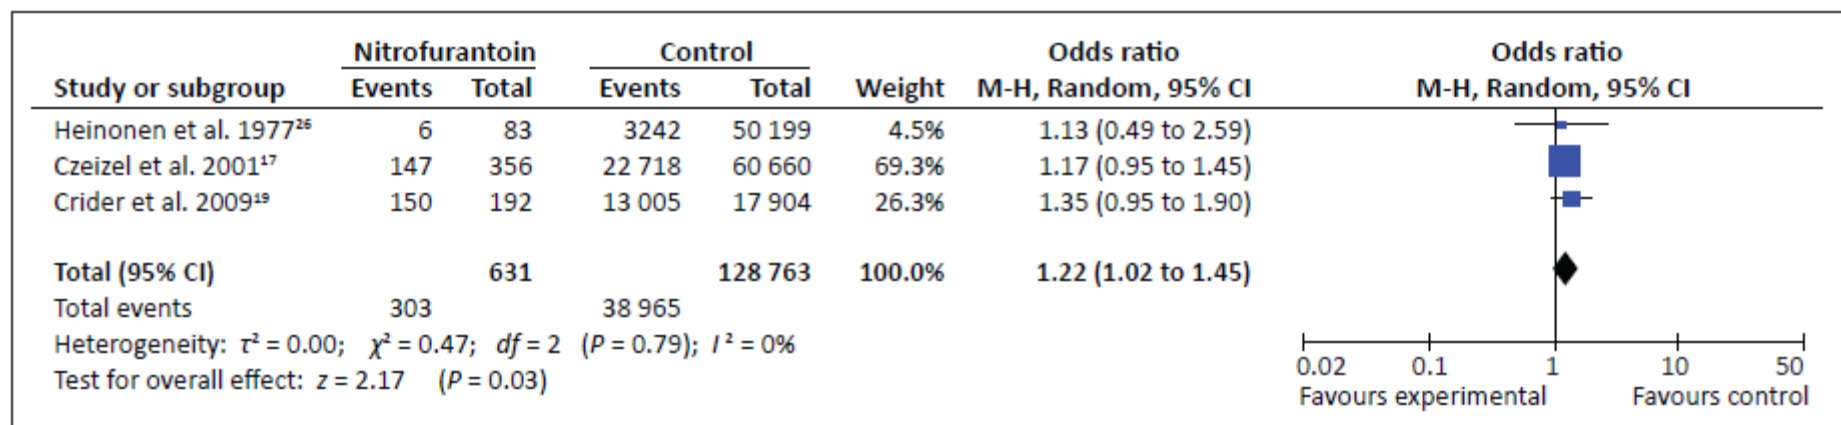 Nitrofurantoin Control Odds ratio Odds ratio
Study or subgroup Events Total Events Total Weight M-H, Random, 95% CI M-H, Random, 95% CI
Heinonen et al. 1977²⁶ 6 83 3242 50 199 4.5% 1.13 (0.49 to 2.59)
Czeizel et al. 2001¹⁷ 147 356 22 718 60 660 69.3% 1.17 (0.95 to 1.45)
Crider et al. 2009¹⁹ 150 192 13 005 17 904 26.3% 1.35 (0.95 to 1.90)
Total (95% CI) 631 128 763 100.0% 1.22 (1.02 to 1.45)
Total events 303 38 965
Heterogeneity: τ² = 0.00; χ² = 0.47; df = 2 (P = 0.79); I² = 0%
Test for overall effect: z = 2.17 (P = 0.03)
0.02 0.1 1 10 50
Favours experimental Favours control